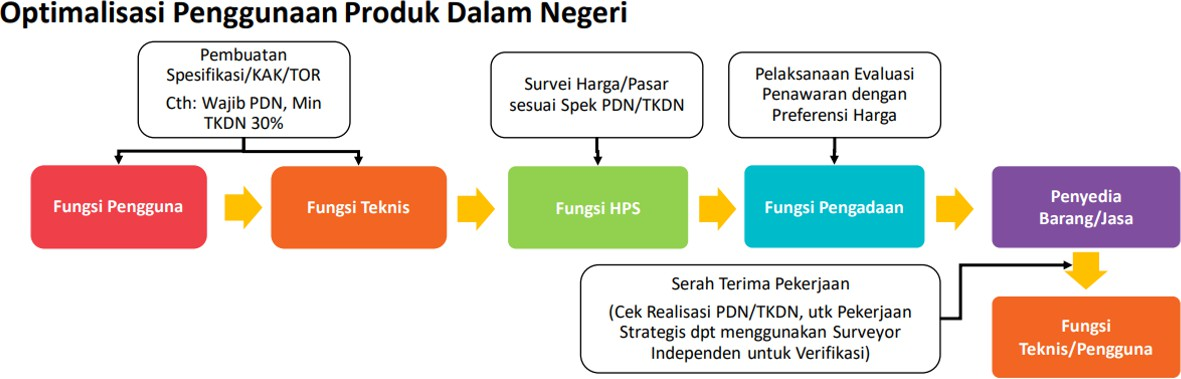 Optimalisasi Penggunaan Produk Dalam Negeri
Pembuatan
Spesifikasi/KAK/TOR
Cth: Wajib PDN, Min
TKDN 30%
Survei Harga/Pasar
sesuai Spek PDN/TKDN
Pelaksanaan Evaluasi
Penawaran dengan
Preferensi Harga
Fungsi Pengguna
Fungsi Teknis
Fungsi HPS
Fungsi Pengadaan
Penyedia
Barang/Jasa
Serah Terima Pekerjaan
(Cek Realisasi PDN/TKDN, utk Pekerjaan
Strategis dpt menggunakan Surveyor
Independen untuk Verifikasi)
Fungsi
Teknis/Pengguna